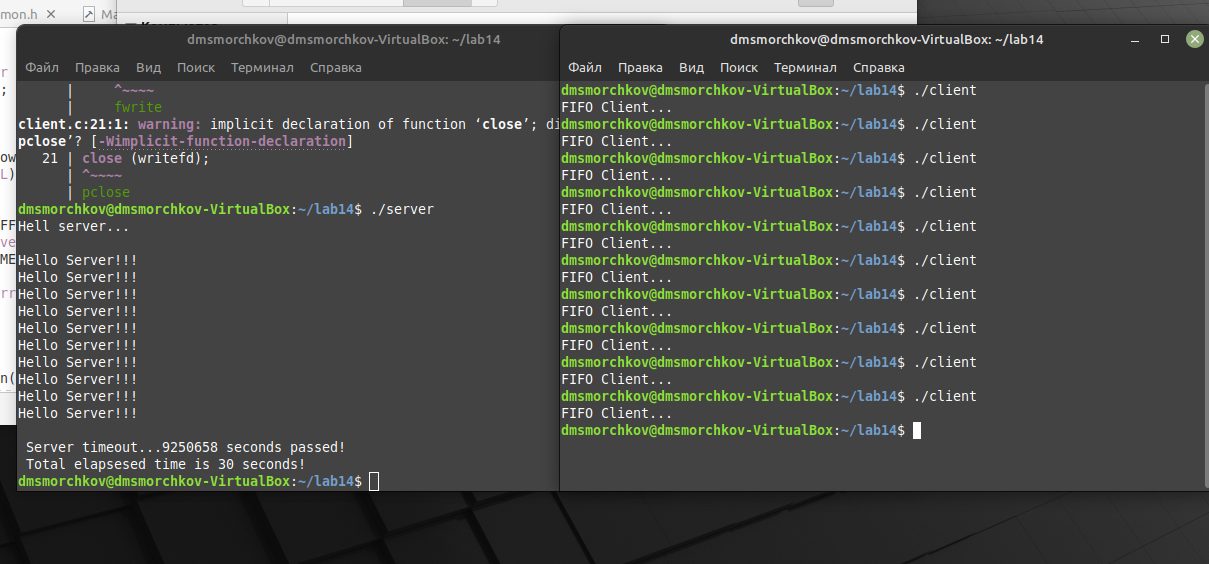 mon.h
Ma
dmsmorchkov@dmsmorchkov-VirtualBox: ~/lab14
Файл Правка Вид Поиск Терминал Справка
| ^~~~~
| fwrite
client.c:21:1: warning: implicit declaration of function ‘close’; di
pclose’? [-Wimplicit-function-declaration]
21 | close (writefd);
| ^~~~~
| pclose
dmsmorchkov@dmsmorchkov-VirtualBox:~/lab14$ ./server
Hell server...
Hello Server!!!
Hello Server!!!
Hello Server!!!
Hello Server!!!
Hello Server!!!
Hello Server!!!
Hello Server!!!
Hello Server!!!
Hello Server!!!
Hello Server!!!
Server timeout...9250658 seconds passed!
Total elapsesed time is 30 seconds!
dmsmorchkov@dmsmorchkov-VirtualBox:~/lab14$
dmsmorchkov@dmsmorchkov-VirtualBox: ~/lab14
Файл Правка Вид Поиск Терминал Справка
dmsmorchkov@dmsmorchkov-VirtualBox:~/lab14$ ./client
FIFO Client...
dmsmorchkov@dmsmorchkov-VirtualBox:~/lab14$ ./client
FIFO Client...
dmsmorchkov@dmsmorchkov-VirtualBox:~/lab14$ ./client
FIFO Client...
dmsmorchkov@dmsmorchkov-VirtualBox:~/lab14$ ./client
FIFO Client...
dmsmorchkov@dmsmorchkov-VirtualBox:~/lab14$ ./client
FIFO Client...
dmsmorchkov@dmsmorchkov-VirtualBox:~/lab14$ ./client
FIFO Client...
dmsmorchkov@dmsmorchkov-VirtualBox:~/lab14$ ./client
FIFO Client...
dmsmorchkov@dmsmorchkov-VirtualBox:~/lab14$ ./client
FIFO Client...
dmsmorchkov@dmsmorchkov-VirtualBox:~/lab14$ ./client
FIFO Client...
dmsmorchkov@dmsmorchkov-VirtualBox:~/lab14$ ./client
FIFO Client...
dmsmorchkov@dmsmorchkov-VirtualBox:~/lab14$